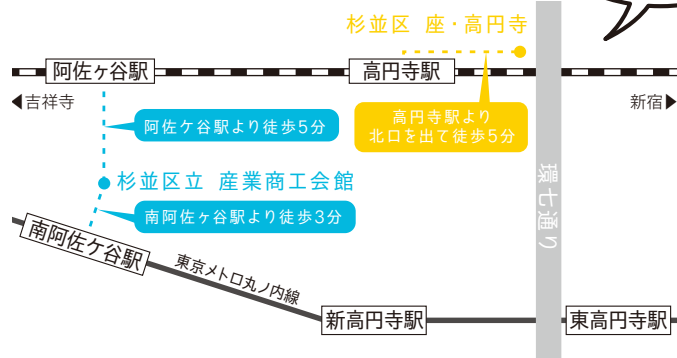 杉並区 座・高円寺
阿佐ヶ谷駅
高円寺駅
◀吉祥寺
新宿▶
高円寺駅より
北口を出て徒歩5分
阿佐ケ谷駅より徒歩5分
杉並区立 産業商工会館
環七通り
南阿佐ヶ谷駅より徒歩3分
南阿佐ケ谷駅
東京メトロ丸ノ内線
新高円寺駅
東高円寺駅